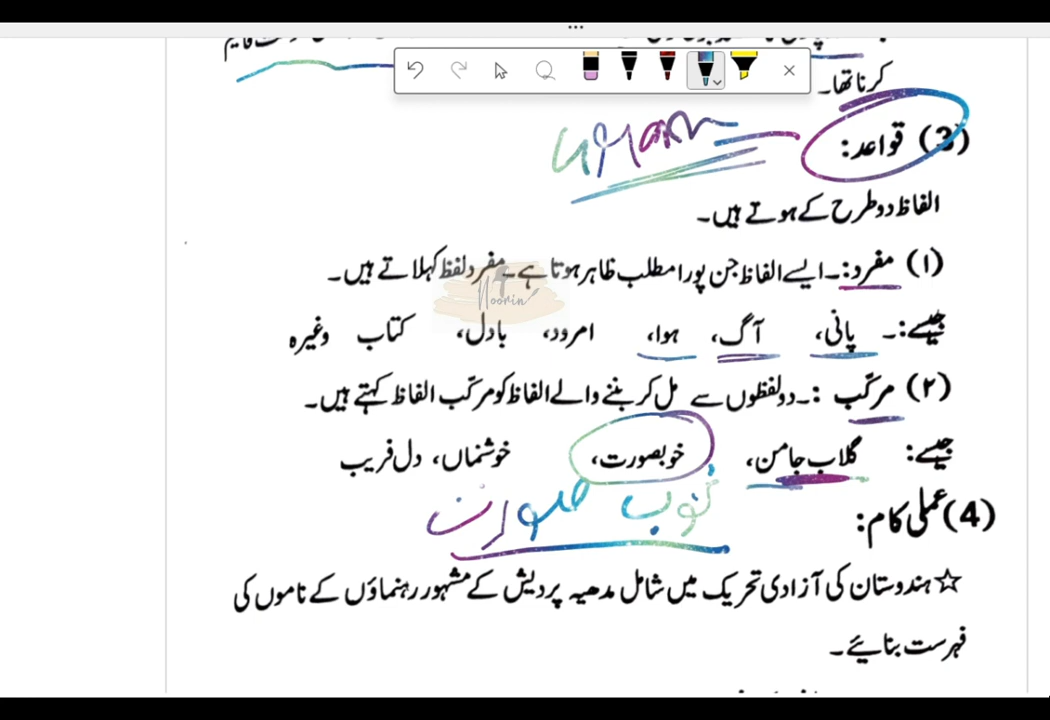 کرنا تھا۔
(3) قواعد:
الفاظ دو طرح کے ہوتے ہیں۔
(۱) مفرد:۔ ایسے الفاظ جن پورا مطلب ظاہر ہوتا ہے۔ مفرد لفظ کہلاتے ہیں۔
Noorin
جیسے:۔ پانی، آگ، ہوا، امرود، بادل، کتاب وغیرہ
(۲) مرکّب :۔ دو لفظوں سے مل کر بننے والے الفاظ کو مرکّب الفاظ کہتے ہیں۔
جیسے: گلاب جامن، خوبصورت، خوشنماں، دل فریب
خوب صورت
(4) عملی کام:
☆ ہندوستان کی آزادی تحریک میں شامل مدھیہ پردیش کے مشہور رہنماؤں کے ناموں کی
فہرست بنائیے۔